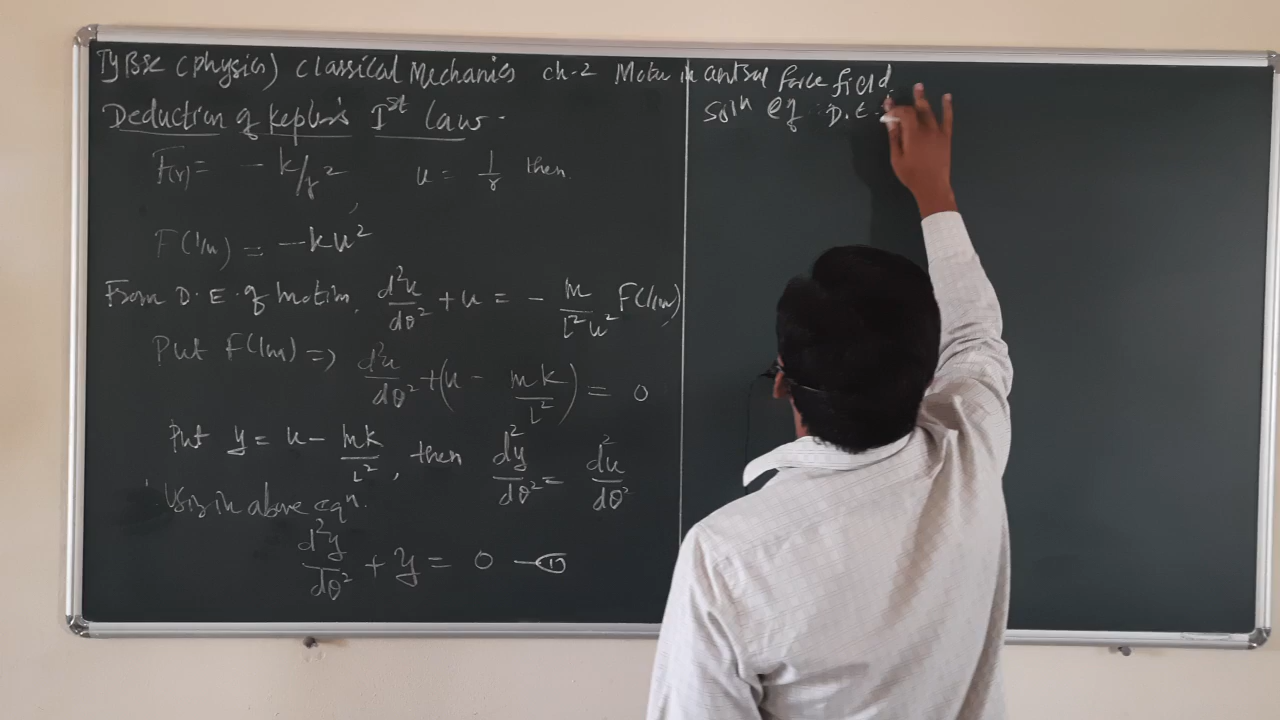 TyBsc (physics) classical Mechanics ch-2 Motion in central force field
Deduction of kepler's Iˢᵗ law.
F(r) = - k/r² u = 1/r then.
F(1/u) = -ku²
From D.E. of motion, d²u/dθ² + u = - m/L²u² F(1/u)
Put F(1/u) => d²u/dθ² + (u - mk/L²) = 0
Put y = u - mk/L², then d²y/dθ² = d²u/dθ²
Using in above eqⁿ.
d²y/dθ² + y = 0 —①
Solⁿ of D.E.